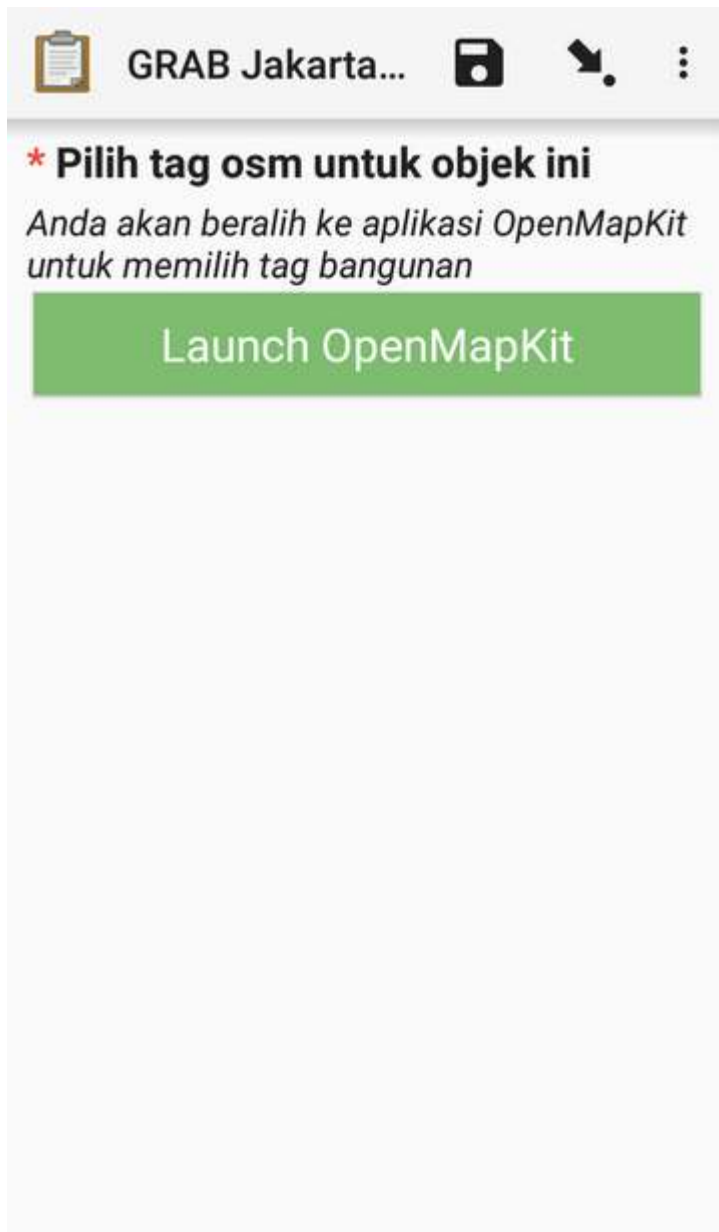 GRAB Jakarta...
* Pilih tag osm untuk objek ini
Anda akan beralih ke aplikasi OpenMapKit
untuk memilih tag bangunan
Launch OpenMapKit